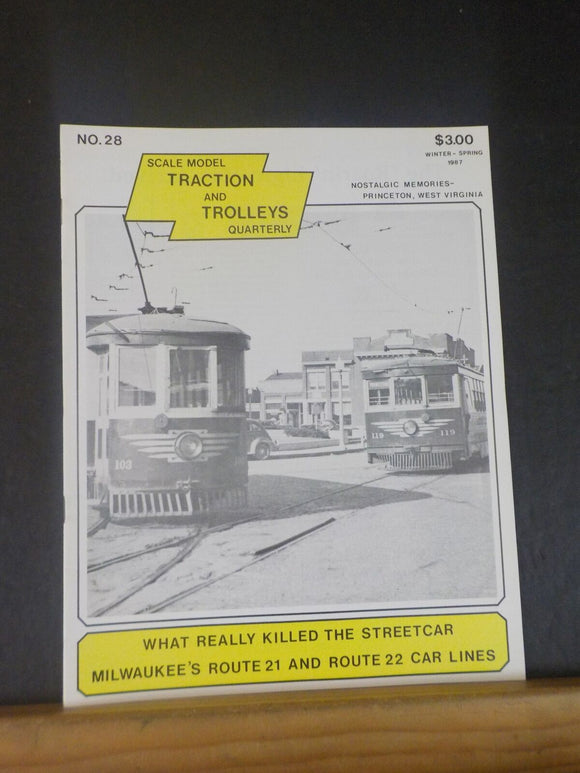 NO. 28
$3.00
WINTER - SPRING
1987
SCALE MODEL
TRACTION
AND
TROLLEYS
QUARTERLY
NOSTALGIC MEMORIES-
PRINCETON, WEST VIRGINIA
103
119 119
WHAT REALLY KILLED THE STREETCAR
MILWAUKEE'S ROUTE 21 AND ROUTE 22 CAR LINES